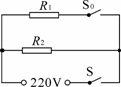 R₁ S₀
R₂
220V S